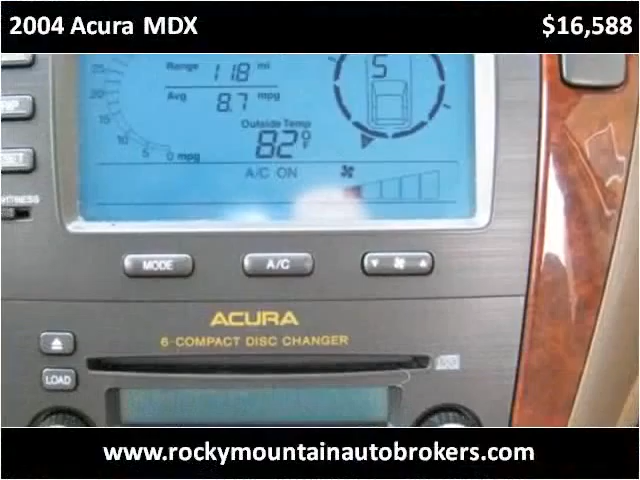 2004 Acura MDX $16,588
25
Range 118 mi
20
Avg 8.7 mpg
15
10
5
0 mpg
S
Outside Temp
82°F
A/C ON
MODE A/C
ACURA
6-COMPACT DISC CHANGER
LOAD
www.rockymountainautobrokers.com